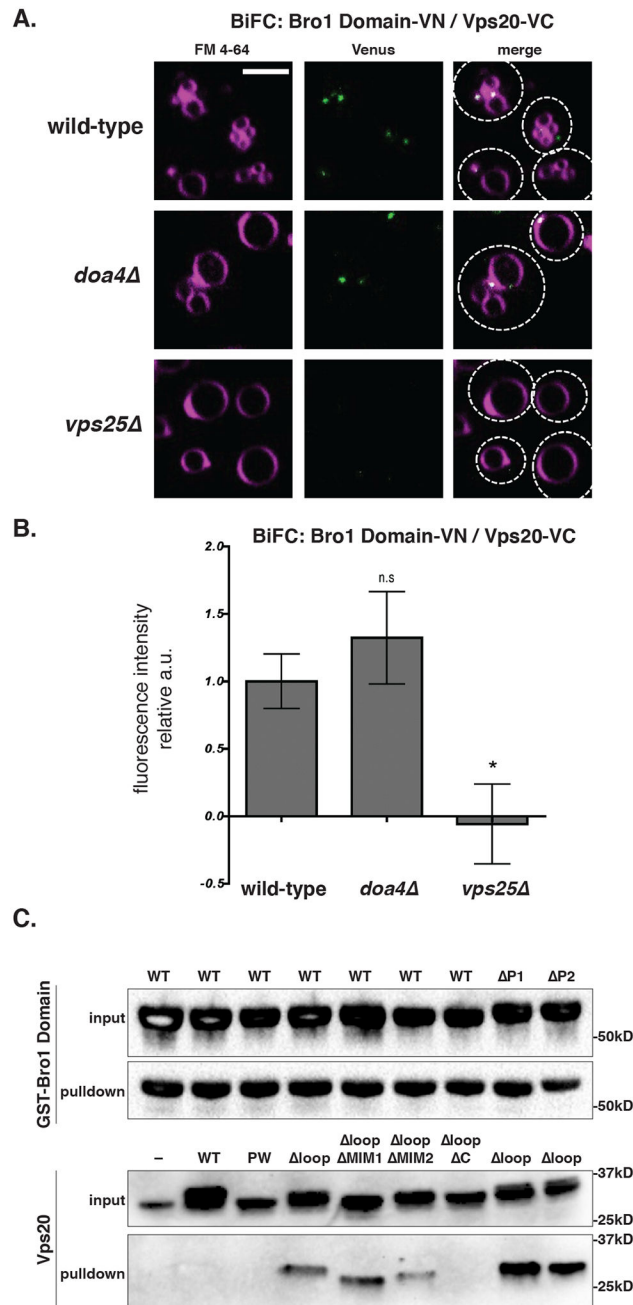 A.
BiFC: Bro1 Domain-VN / Vps20-VC
FM 4-64 Venus merge
wild-type
doa4Δ
vps25Δ
B.
BiFC: Bro1 Domain-VN / Vps20-VC
fluorescence intensity
relative a.u.
2.0
1.5
1.0
0.5
0.0
-0.5
n.s
*
wild-type doa4Δ vps25Δ
C.
GST-Bro1 Domain
WT WT WT WT WT WT WT ΔP1 ΔP2
input
-50kD
pulldown
-50kD
Vps20
– WT PW Δloop Δloop Δloop Δloop Δloop Δloop
ΔMIM1 ΔMIM2 ΔC
input
-37kD
-25kD
pulldown
-37kD
-25kD